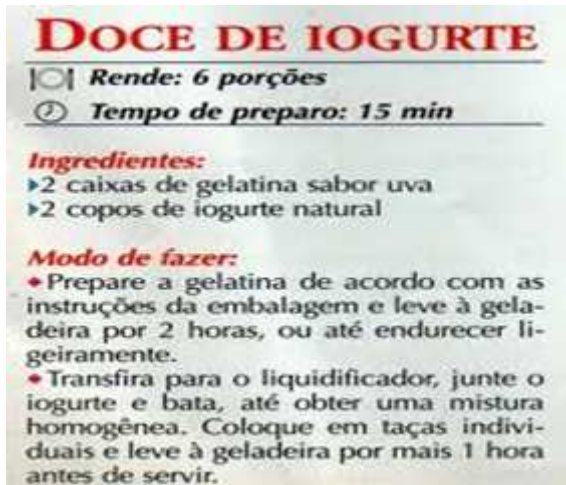 DOCE DE IOGURTE
Rende: 6 porções
Tempo de preparo: 15 min
Ingredientes:
2 caixas de gelatina sabor uva
2 copos de iogurte natural
Modo de fazer:
Prepare a gelatina de acordo com as
instruções da embalagem e leve à gela-
deira por 2 horas, ou até endurecer li-
geiramente.
Transfira para o liquidificador, junte o
iogurte e bata, até obter uma mistura
homogênea. Coloque em taças indivi-
duais e leve à geladeira por mais 1 hora
antes de servir.